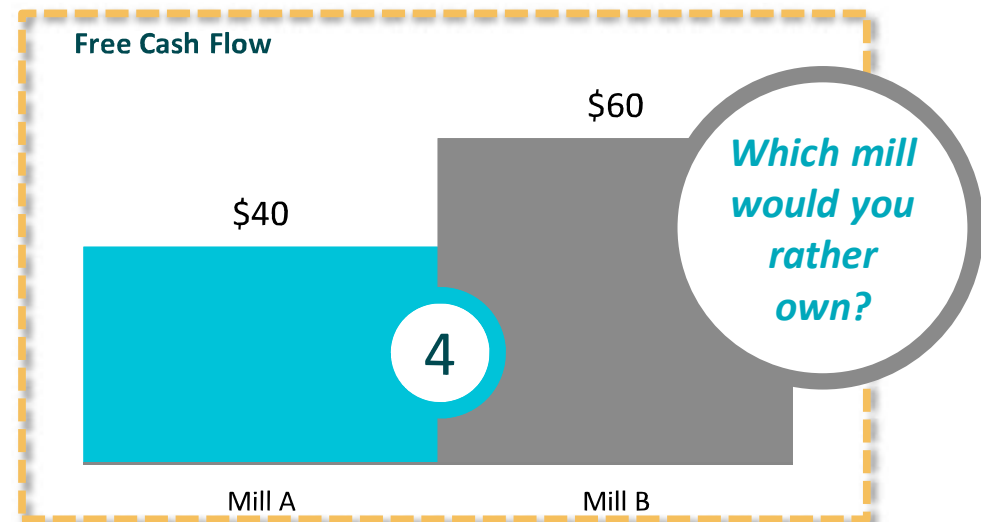 Free Cash Flow
$60
Which mill
would you
rather
own?
$40
4
Mill A
Mill B